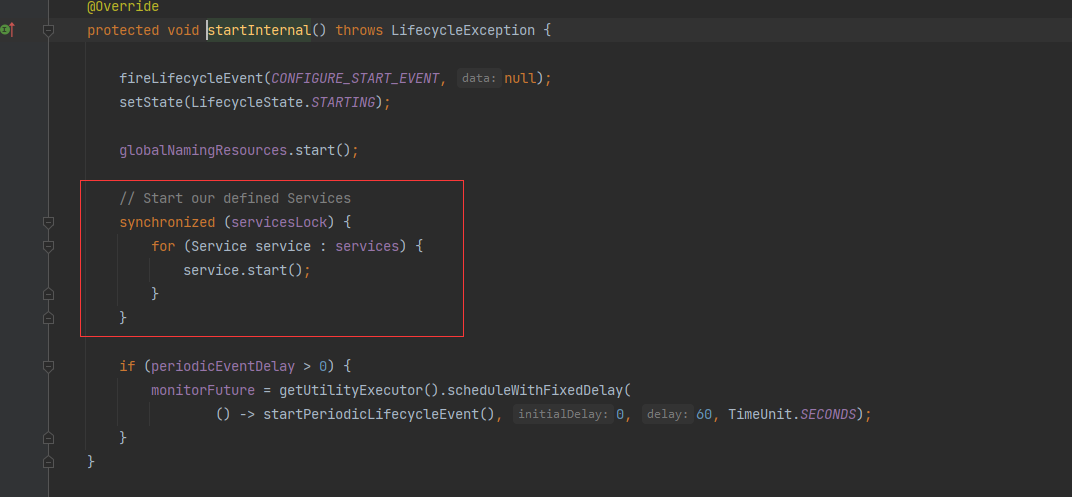 @Override
protected void startInternal() throws LifecycleException {
fireLifecycleEvent(CONFIGURE_START_EVENT, data: null);
setState(LifecycleState.STARTING);
globalNamingResources.start();
// Start our defined Services
synchronized (servicesLock) {
for (Service service : services) {
service.start();
}
}
if (periodicEventDelay > 0) {
monitorFuture = getUtilityExecutor().scheduleWithFixedDelay(
() -> startPeriodicLifecycleEvent(), initialDelay: 0, delay: 60, TimeUnit.SECONDS);
}
}